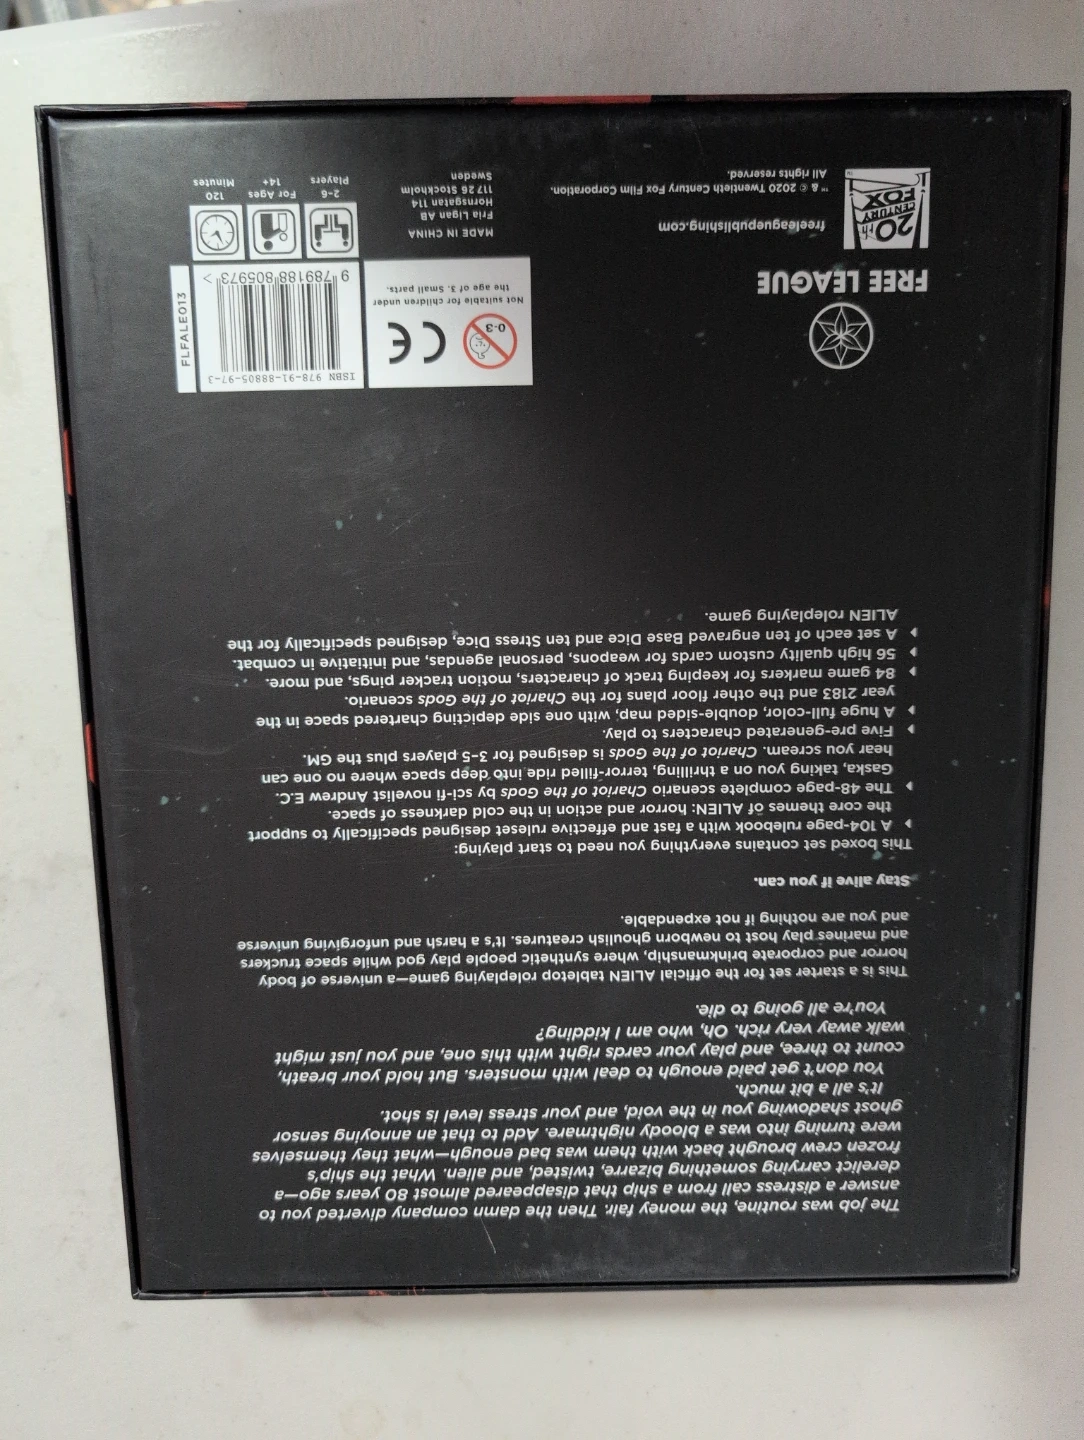 The job was routine, the money fair. Then the damn company diverted you to
answer a distress call from a ship that disappeared almost 80 years ago—a
derelict carrying something bizarre, twisted, and alien. What the ship's
frozen crew brought back with them was bad enough—what they themselves
were turning into was a bloody nightmare. Add to that an annoying sensor
ghost shadowing you in the void, and your stress level is shot.
It's all a bit much.
You don't get paid enough to deal with monsters. But hold your breath,
count to three, and play your cards right with this one, and you just might
walk away very rich. Oh, who am I kidding?
You're all going to die.
This is a starter set for the official ALIEN tabletop roleplaying game—a universe of body
horror and corporate brinkmanship, where synthetic people play god while space truckers
and marines play host to newborn ghoulish creatures. It's a harsh and unforgiving universe
and you are nothing if not expendable.
Stay alive if you can.
This boxed set contains everything you need to start playing:
A 104-page rulebook with a fast and effective ruleset designed specifically to support
the core themes of ALIEN: horror and action in the cold darkness of space.
The 48-page complete scenario Chariot of the Gods by sci-fi novelist Andrew E.C.
Gaska, taking you on a thrilling, terror-filled ride into deep space where no one can
hear you scream. Chariot of the Gods is designed for 3–5 players plus the GM.
Five pre-generated characters to play.
A huge full-color, double-sided map, with one side depicting chartered space in the
year 2183 and the other floor plans for the Chariot of the Gods scenario.
84 game markers for keeping track of characters, motion tracker pings, and more.
56 high quality custom cards for weapons, personal agendas, and initiative in combat.
A set each of ten engraved Base Dice and ten Stress Dice, designed specifically for the
ALIEN roleplaying game.
FREE LEAGUE
freeleaguepublishing.com
20th
CENTURY
FOX
™ & © 2020 Twentieth Century Fox Film Corporation.
All rights reserved.
0-3
CE
Not suitable for children under
the age of 3. Small parts.
ISBN 978-91-88805-97-3
9 789188 805973 >
FLFALE013
MADE IN CHINA
Fria Ligan AB
Hornsgatan 114
117 26 Stockholm
Sweden
2-6
Players
For Ages
14+
120
Minutes